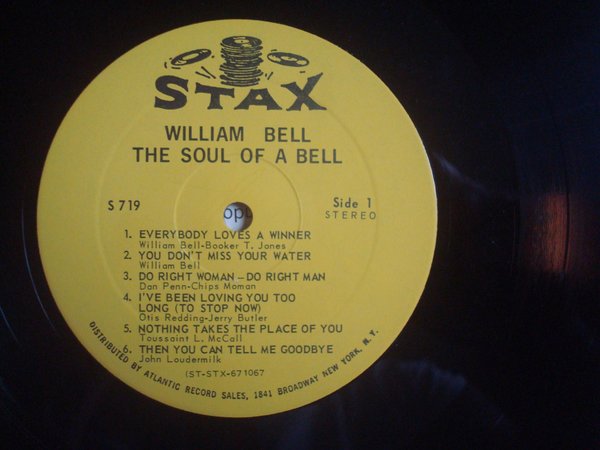 STAX
WILLIAM BELL
THE SOUL OF A BELL
S 719
Side 1
STEREO
1. EVERYBODY LOVES A WINNER
William Bell-Booker T. Jones
2. YOU DON'T MISS YOUR WATER
William Bell
3. DO RIGHT WOMAN-DO RIGHT MAN
Dan Penn-Chips Moman
4. I'VE BEEN LOVING YOU TOO
LONG (TO STOP NOW)
Otis Redding-Jerry Butler
5. NOTHING TAKES THE PLACE OF YOU
Toussaint L. McCall
6. THEN YOU CAN TELL ME GOODBYE
John Loudermilk
(ST-STX-671067
DISTRIBUTED BY ATLANTIC RECORD SALES, 1841 BROADWAY NEW YORK, N. Y.